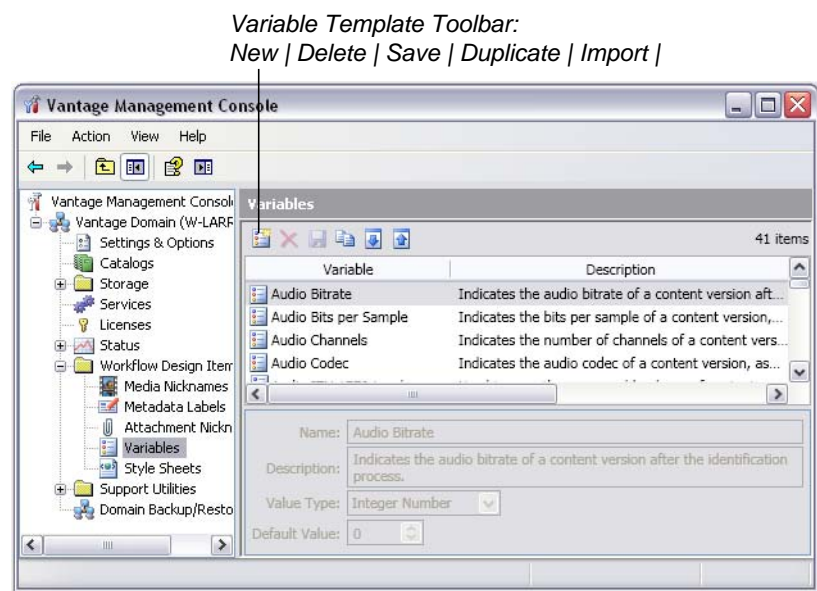 Variable Template Toolbar:
New | Delete | Save | Duplicate | Import |
Vantage Management Console
File Action View Help
Vantage Management Consol
Vantage Domain (W-LARR
Settings & Options
Catalogs
Storage
Services
Licenses
Status
Workflow Design Item
Media Nicknames
Metadata Labels
Attachment Nickn
Variables
Style Sheets
Support Utilities
Domain Backup/Resto
Variables
41 items
Variable Description
Audio Bitrate Indicates the audio bitrate of a content version aft...
Audio Bits per Sample Indicates the bits per sample of a content version,...
Audio Channels Indicates the number of channels of a content vers...
Audio Codec Indicates the audio codec of a content version, as...
Name: Audio Bitrate
Description: Indicates the audio bitrate of a content version after the identification
process.
Value Type: Integer Number
Default Value: 0